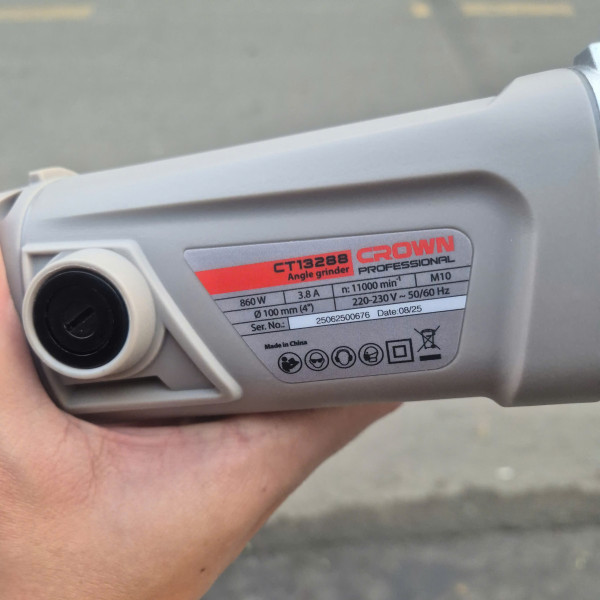 CT13288 CROWN
Angle grinder PROFESSIONAL
860 W 3.8 A n: 11000 min⁻¹ M10
Ø 100 mm (4") 220-230 V ~ 50/60 Hz
Ser. No.: 25062500676 Date:08/25
Made in China